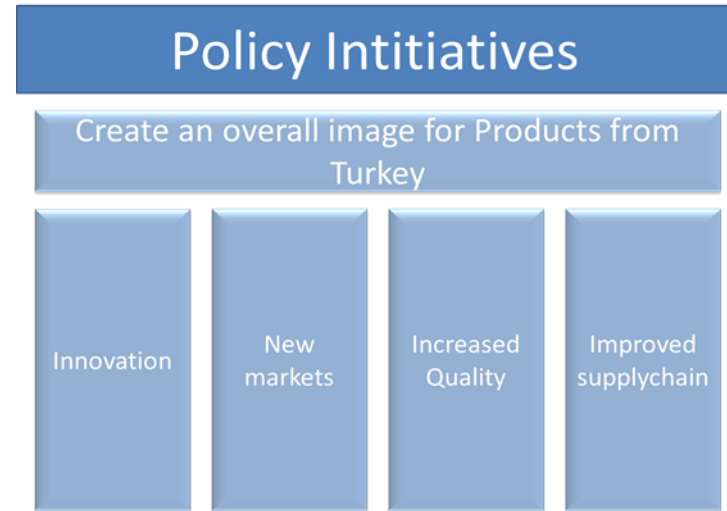 Policy Intitiatives
Create an overall image for Products from
Turkey
Innovation
New
markets
Increased
Quality
Improved
supplychain